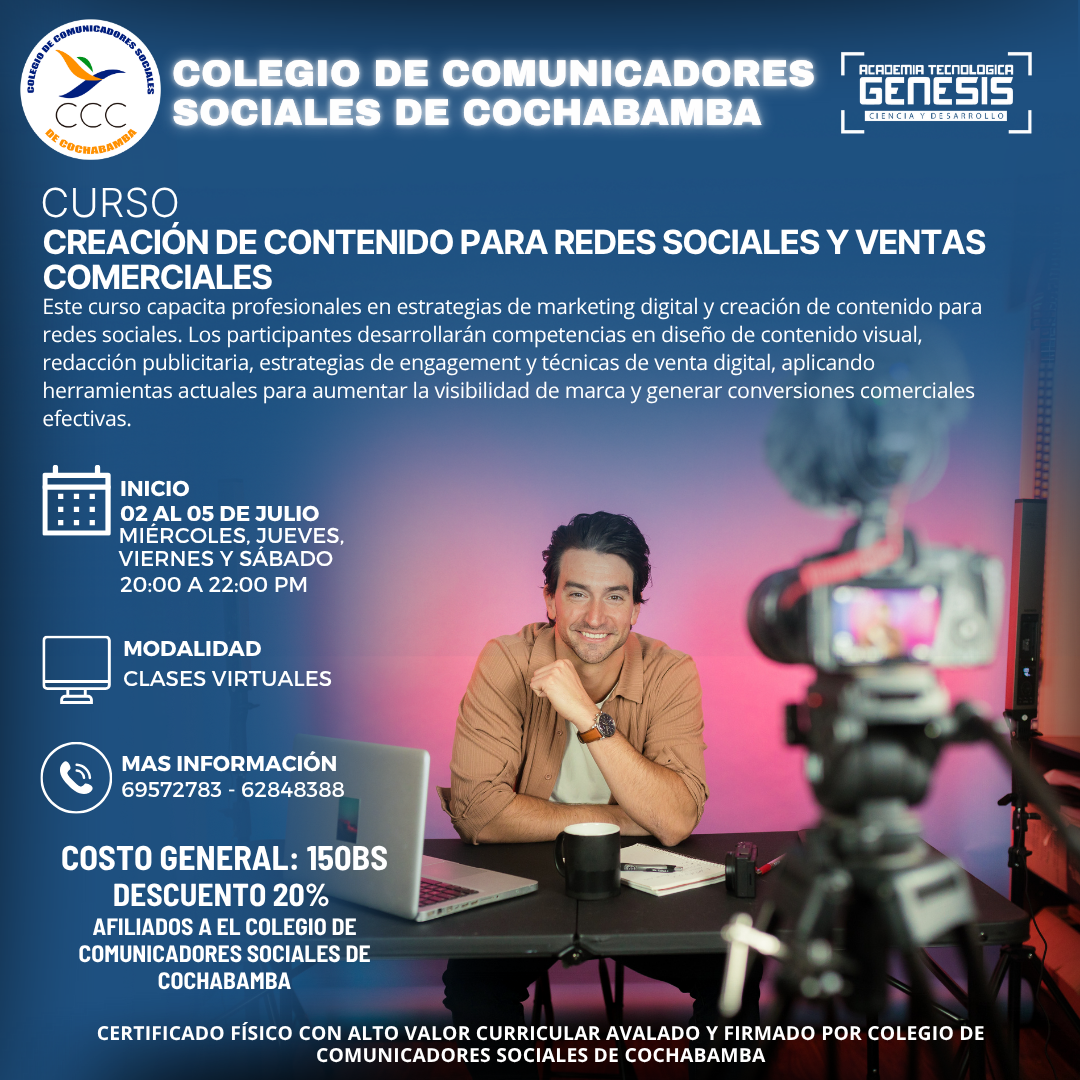 COLEGIO DE COMUNICADORES SOCIALES
CCC
DE COCHABAMBA
COLEGIO DE COMUNICADORES
SOCIALES DE COCHABAMBA
ACADEMIA TECNOLOGICA
GENESIS
CIENCIA Y DESARROLLO
CURSO
CREACIÓN DE CONTENIDO PARA REDES SOCIALES Y VENTAS
COMERCIALES
Este curso capacita profesionales en estrategias de marketing digital y creación de contenido para
redes sociales. Los participantes desarrollarán competencias en diseño de contenido visual,
redacción publicitaria, estrategias de engagement y técnicas de venta digital, aplicando
herramientas actuales para aumentar la visibilidad de marca y generar conversiones comerciales
efectivas.
INICIO
02 AL 05 DE JULIO
MIÉRCOLES, JUEVES,
VIERNES Y SÁBADO
20:00 A 22:00 PM
MODALIDAD
CLASES VIRTUALES
MAS INFORMACIÓN
69572783 - 62848388
COSTO GENERAL: 150BS
DESCUENTO 20%
AFILIADOS A EL COLEGIO DE
COMUNICADORES SOCIALES DE
COCHABAMBA
CERTIFICADO FÍSICO CON ALTO VALOR CURRICULAR AVALADO Y FIRMADO POR COLEGIO DE
COMUNICADORES SOCIALES DE COCHABAMBA